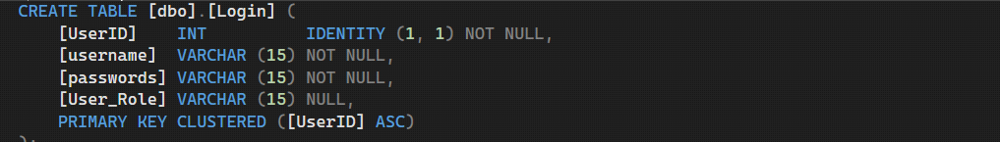 CREATE TABLE [dbo].[Login] (
    [UserID]    INT          IDENTITY (1, 1) NOT NULL,
    [username]  VARCHAR (15) NOT NULL,
    [passwords] VARCHAR (15) NOT NULL,
    [User_Role] VARCHAR (15) NULL,
    PRIMARY KEY CLUSTERED ([UserID] ASC)
);